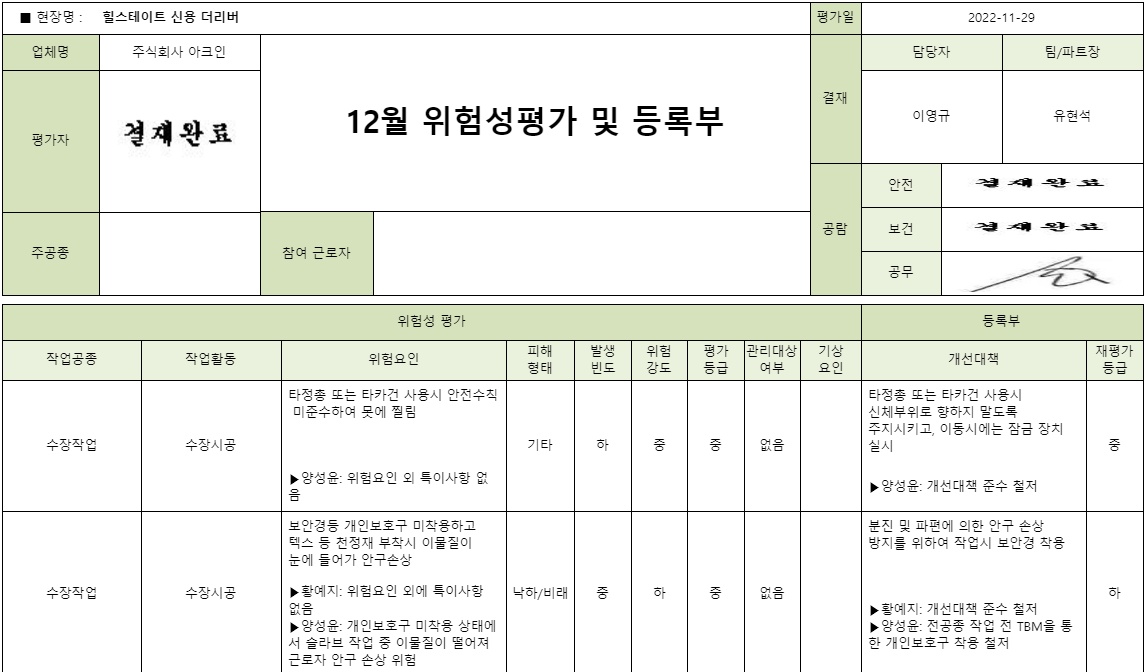 ■ 현장명 : 힐스테이트 신용 더리버
평가일
2022-11-29
업체명
주식회사 아크인
12월 위험성평가 및 등록부
결재
담당자
팀/파트장
평가자
결재완료
이영규
유현석
공람
안전
결재완료
보건
결재완료
공무
주공종
참여 근로자
위험성 평가
등록부
작업공종
작업활동
위험요인
피해
형태
발생
빈도
위험
강도
평가
등급
관리대상
여부
기상
요인
개선대책
재평가
등급
수장작업
수장시공
타정총 또는 타카건 사용시 안전수칙
미준수하여 못에 찔림
▶양성윤: 위험요인 외 특이사항 없
음
기타
하
중
중
없음
타정총 또는 타카건 사용시
신체부위로 향하지 말도록
주지시키고, 이동시에는 잠금 장치
실시
▶양성윤: 개선대책 준수 철저
중
수장작업
수장시공
보안경등 개인보호구 미착용하고
텍스 등 천정재 부착시 이물질이
눈에 들어가 안구손상
▶황예지: 위험요인 외에 특이사항
없음
▶양성윤: 개인보호구 미착용 상태에
서 슬라브 작업 중 이물질이 떨어져
근로자 안구 손상 위험
낙하/비래
중
하
중
없음
분진 및 파편에 의한 안구 손상
방지를 위하여 작업시 보안경 착용
▶황예지: 개선대책 준수 철저
▶양성윤: 전공종 작업 전 TBM을 통
한 개인보호구 착용 철저
하